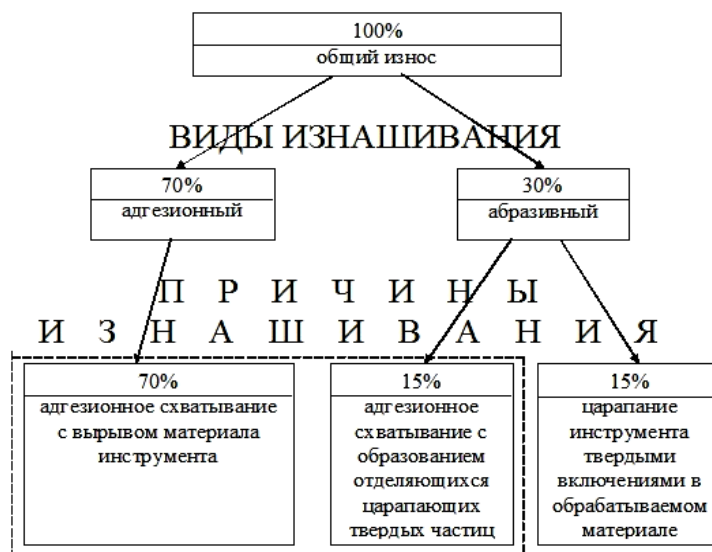 100%
общий износ
ВИДЫ ИЗНАШИВАНИЯ
70%
адгезионный
30%
абразивный
П Р И Ч И Н Ы
И З Н А Ш И В А Н И Я
70%
адгезионное схватывание
с вырывом материала
инструмента
15%
адгезионное
схватывание с
образованием
отделяющихся
царапающих
твердых частиц
15%
царапание
инструмента
твердыми
включениями в
обрабатываемом
материале